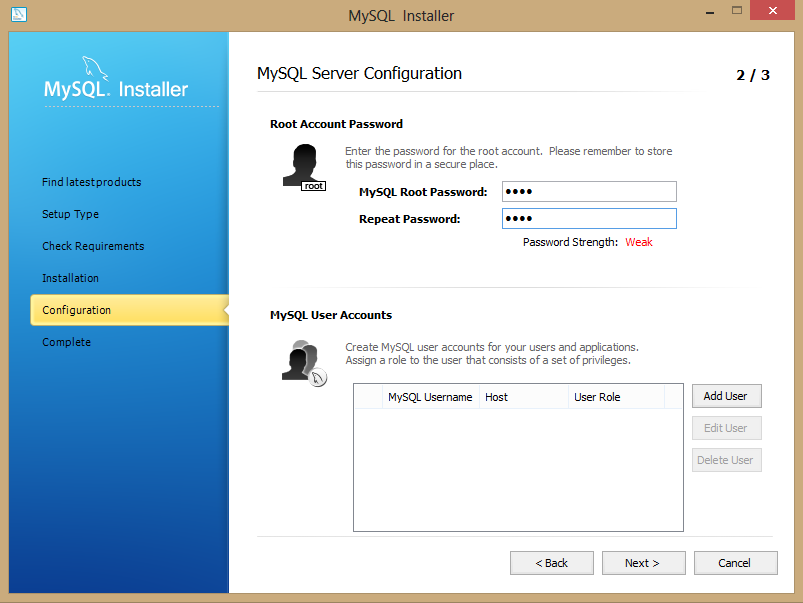 MySQL Installer
MySQL. Installer
MySQL Server Configuration
2 / 3
Find latest products
Setup Type
Check Requirements
Installation
Configuration
Complete
Root Account Password
Enter the password for the root account. Please remember to store
this password in a secure place.
root
MySQL Root Password:
Repeat Password:
Password Strength: Weak
MySQL User Accounts
Create MySQL user accounts for your users and applications.
Assign a role to the user that consists of a set of privileges.
MySQL Username Host User Role
Add User
Edit User
Delete User
< Back Next > Cancel